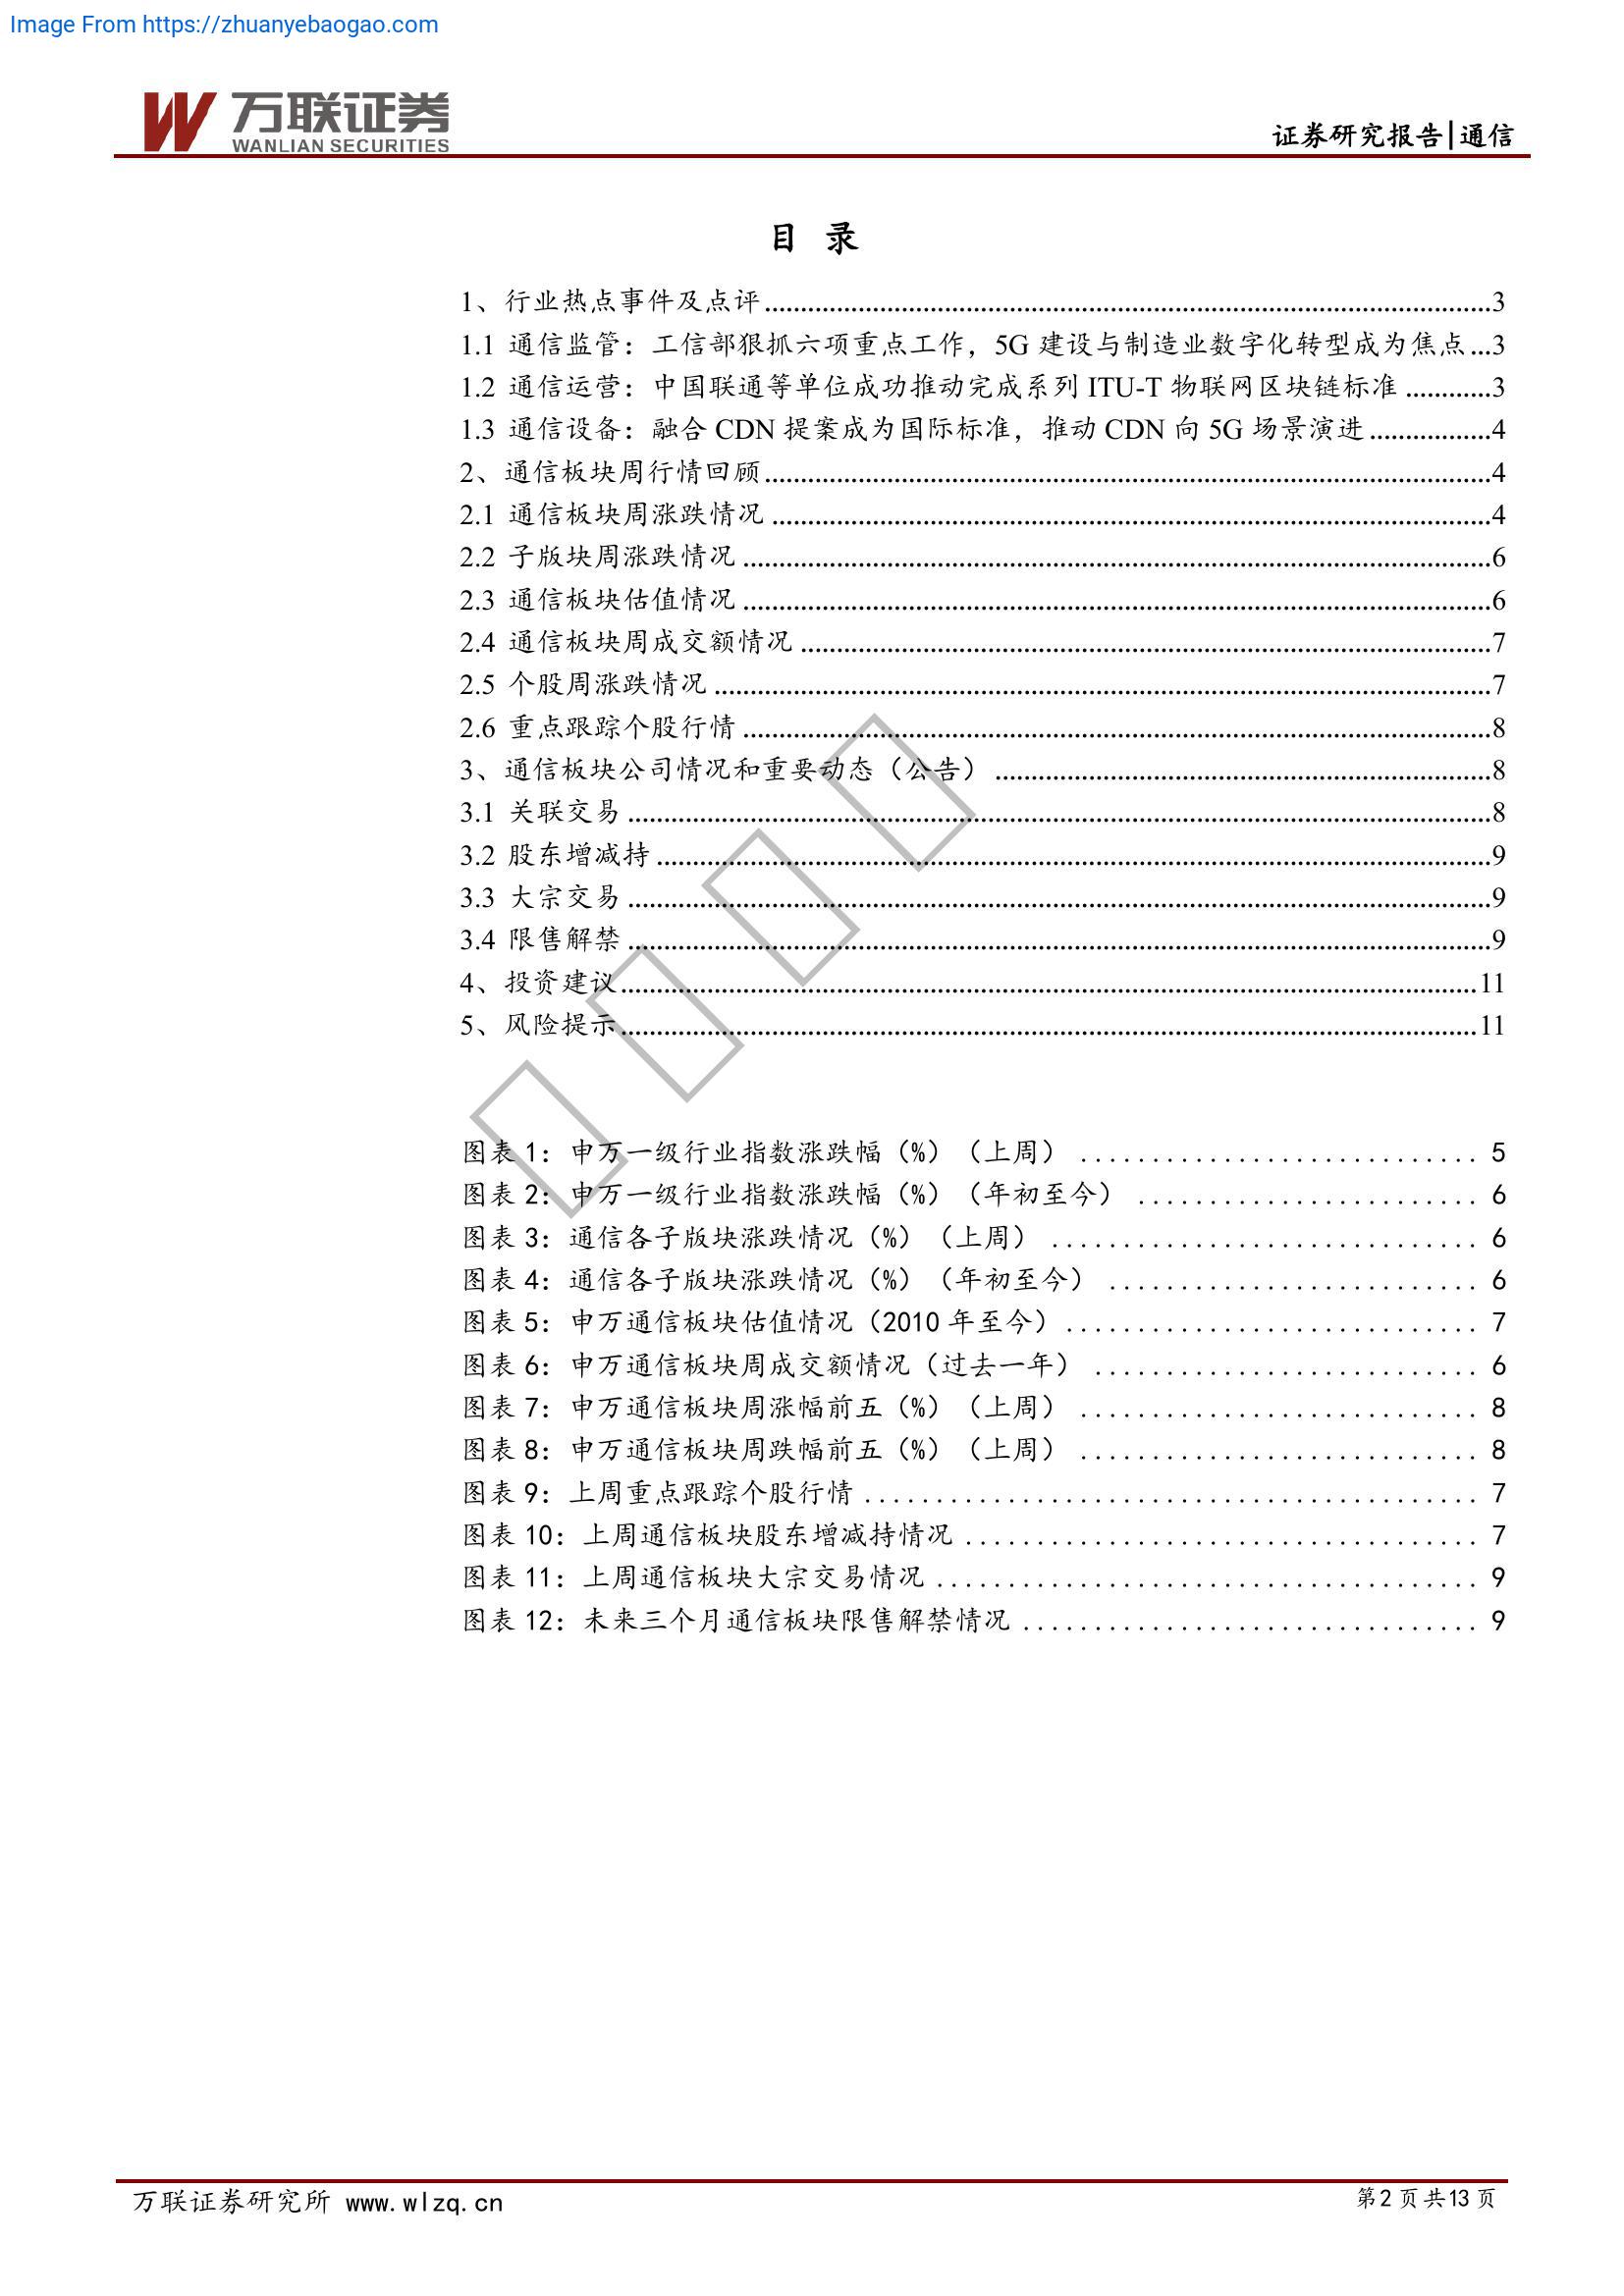 Image From https://zhuanyebaogao.com
万联证券
WANLIAN SECURITIES
证券研究报告|通信
目 录
1、行业热点事件及点评.....3
1.1 通信监管：工信部狠抓六项重点工作，5G 建设与制造业数字化转型成为焦点...3
1.2 通信运营：中国联通等单位成功推动完成系列 ITU-T 物联网区块链标准............3
1.3 通信设备：融合 CDN 提案成为国际标准，推动 CDN 向 5G 场景演进.....4
2、通信板块周行情回顾.....4
2.1 通信板块周涨跌情况.....4
2.2 子版块周涨跌情况.....6
2.3 通信板块估值情况.....6
2.4 通信板块周成交额情况.....7
2.5 个股周涨跌情况.....7
2.6 重点跟踪个股行情.....8
3、通信板块公司情况和重要动态（公告）.....8
3.1 关联交易.....8
3.2 股东增减持.....9
3.3 大宗交易.....9
3.4 限售解禁.....9
4、投资建议.....11
5、风险提示.....11
图表 1：申万一级行业指数涨跌幅（%）（上周）..... 5
图表 2：申万一级行业指数涨跌幅（%）（年初至今）..... 6
图表 3：通信各子版块涨跌情况（%）（上周）..... 6
图表 4：通信各子版块涨跌情况（%）（年初至今）..... 6
图表 5：申万通信板块估值情况（2010 年至今）..... 7
图表 6：申万通信板块周成交额情况（过去一年）..... 6
图表 7：申万通信板块周涨幅前五（%）（上周）..... 8
图表 8：申万通信板块周跌幅前五（%）（上周）..... 8
图表 9：上周重点跟踪个股行情..... 7
图表 10：上周通信板块股东增减持情况..... 7
图表 11：上周通信板块大宗交易情况..... 9
图表 12：未来三个月通信板块限售解禁情况..... 9
万联证券研究所 www.wlzq.cn
第 2 页 共 13 页